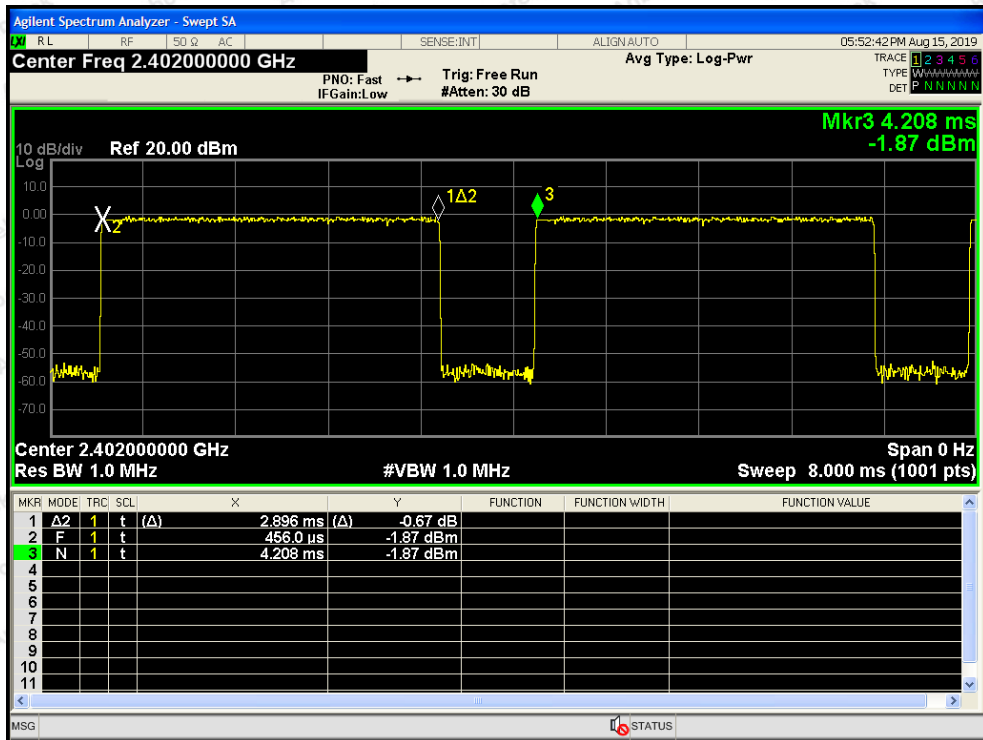 Agilent Spectrum Analyzer - Swept SA
LXI RL RF 50 Ω AC SENSE:INT ALIGN AUTO 05:52:42 PM Aug 15, 2019
Center Freq 2.402000000 GHz Avg Type: Log-Pwr TRACE 1 2 3 4 5 6
PNO: Fast Trig: Free Run TYPE WWWWWW
IFGain:Low #Atten: 30 dB DET P N N N N N
Mkr3 4.208 ms
10 dB/div Ref 20.00 dBm -1.87 dBm
Log
10.0
1Δ2
3
0.00
2
-10.0
-20.0
-30.0
-40.0
-50.0
-60.0
-70.0
Center 2.402000000 GHz Span 0 Hz
Res BW 1.0 MHz #VBW 1.0 MHz Sweep 8.000 ms (1001 pts)
MKR MODE TRC SCL X Y FUNCTION FUNCTION WIDTH FUNCTION VALUE
1 Δ2 1 t (Δ) 2.896 ms (Δ) -0.67 dB
2 F 1 t 456.0 µs -1.87 dBm
3 N 1 t 4.208 ms -1.87 dBm
4
5
6
7
8
9
10
11
MSG STATUS